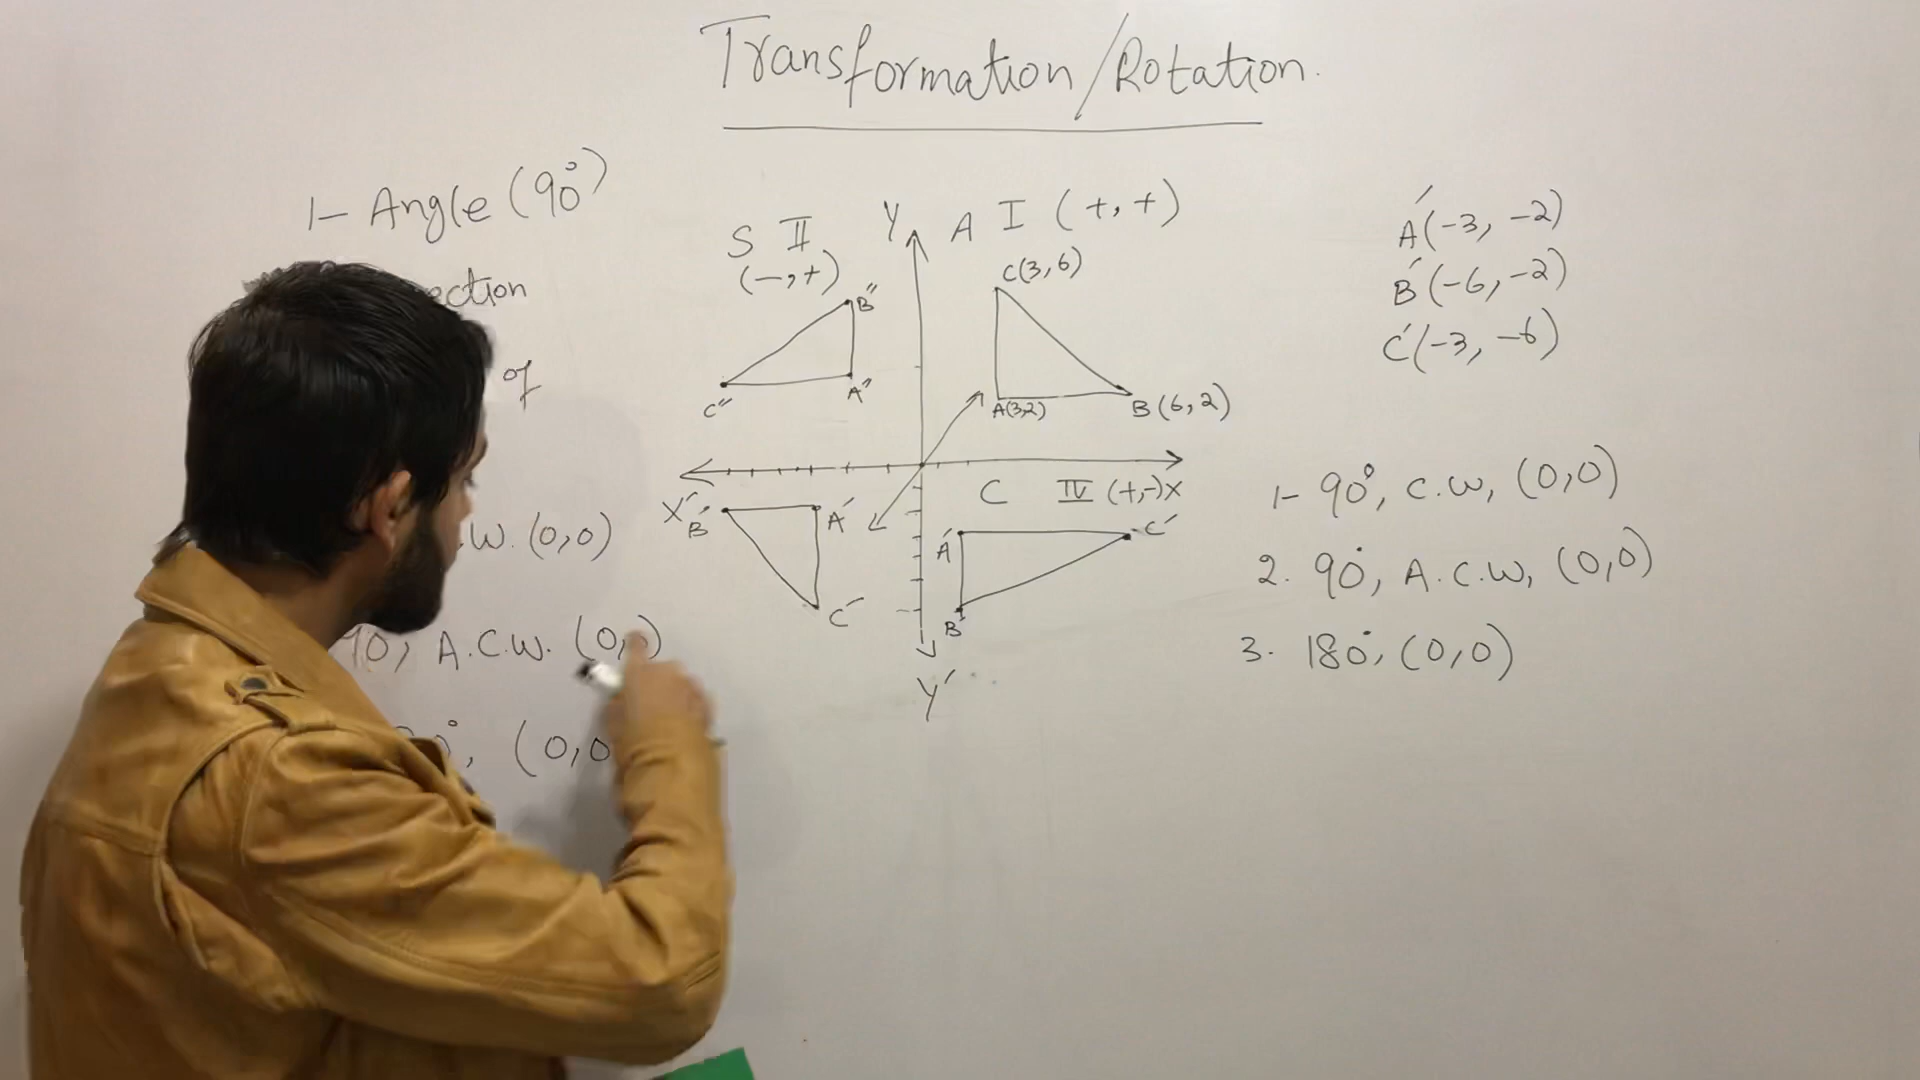 Transformation/Rotation.
1- Angle (90°)
of
W. (0,0)
90, A.C.W. (0,0)
(0,0
S II
(-,+)
Y
A I (+,+)
C(3,6)
B"
A"
C"
A(3,2)
B(6,2)
X'
B'
A'
C'
C IV (+,-)X
A'
C'
B'
Y'
A'(-3, -2)
B'(-6, -2)
C'(-3, -6)
1- 90°, C.W, (0,0)
2. 90°, A.C.W, (0,0)
3. 180°, (0,0)